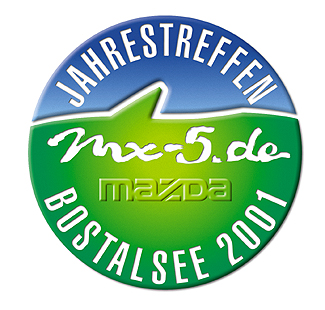 JAHRESTREFFEN
mx-5.de
mazda
BOSTALSEE 2001